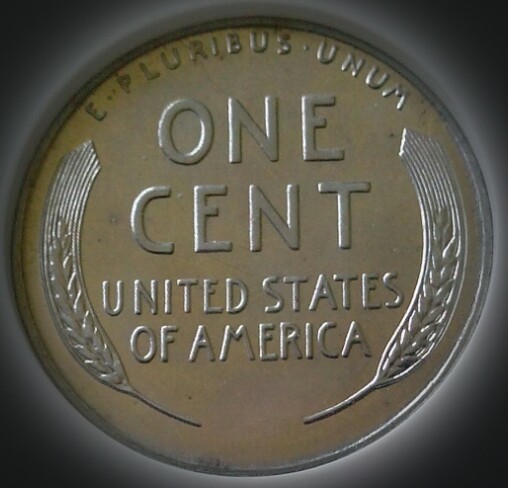 E·PLURIBUS·UNUM
ONE
CENT
UNITED STATES
OF AMERICA